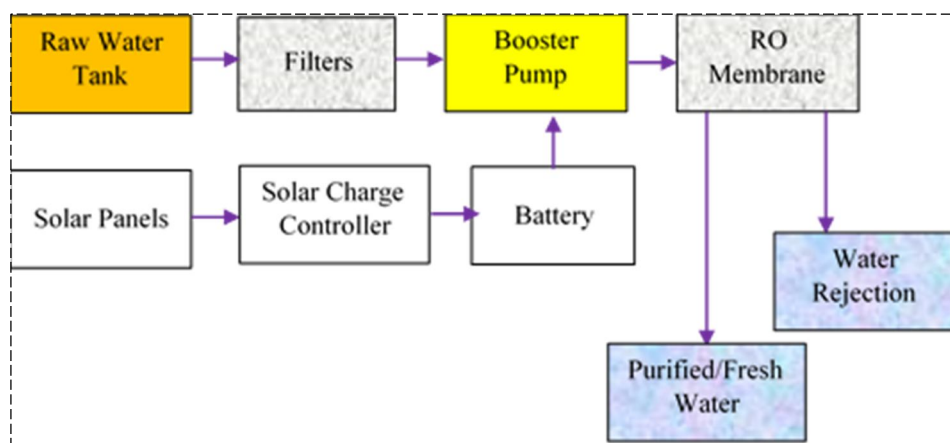 Raw Water
Tank
Filters
Booster
Pump
RO
Membrane
Solar Panels
Solar Charge
Controller
Battery
Water
Rejection
Purified/Fresh
Water